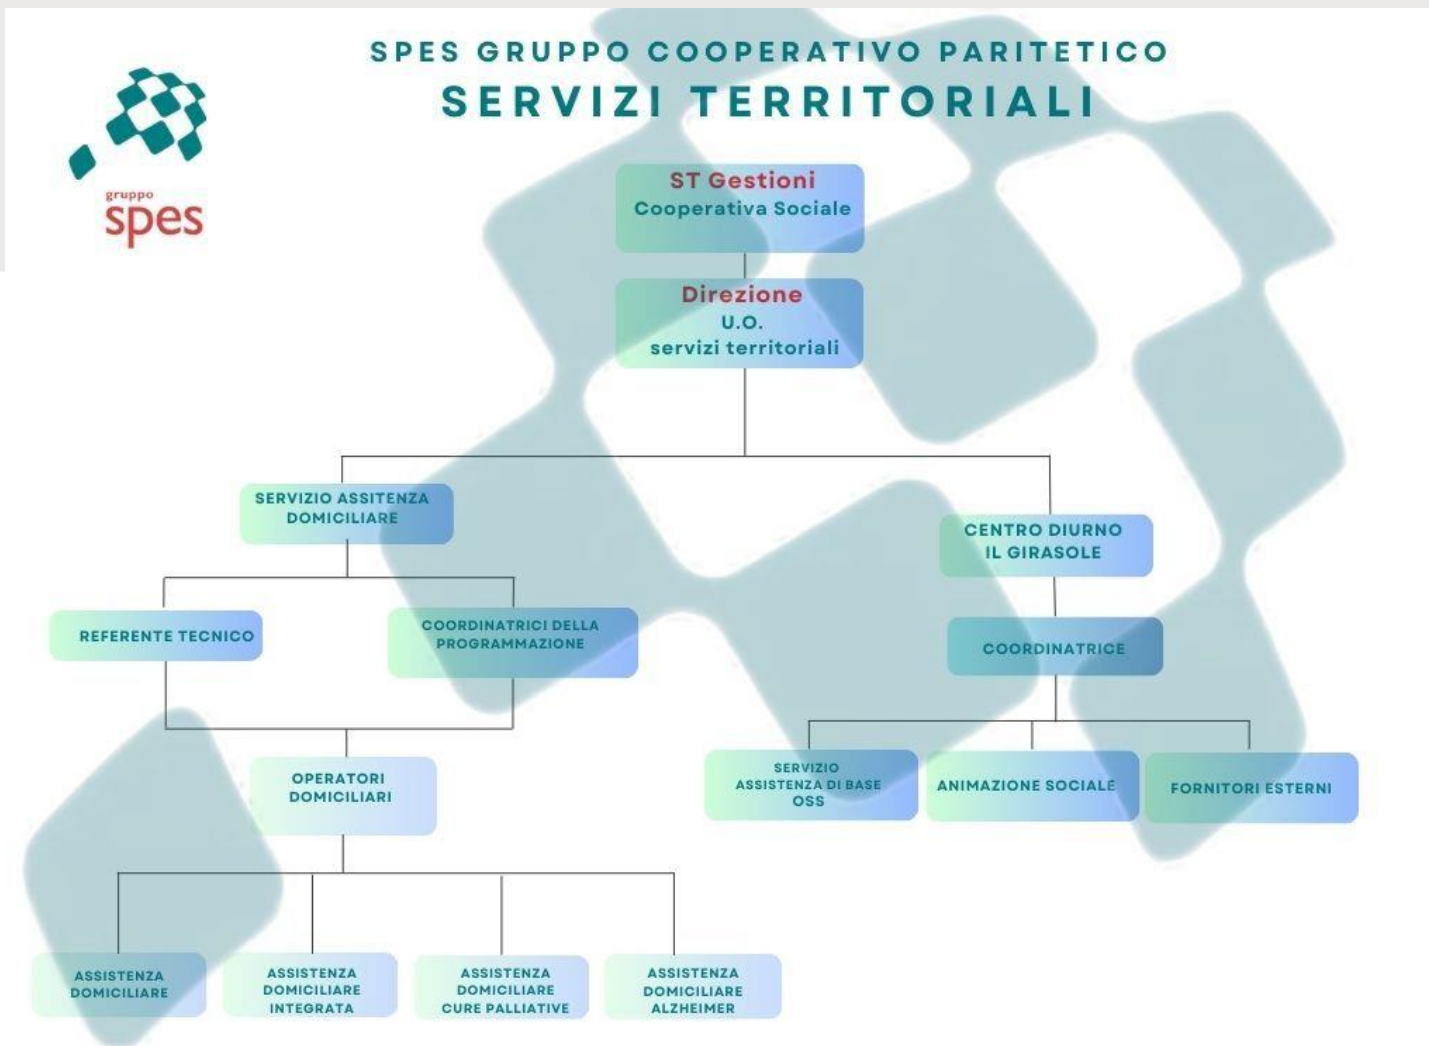 SPES GRUPPO COOPERATIVO PARITETICO
SERVIZI TERRITORIALI
gruppo
spes
ST Gestioni
Cooperativa Sociale
Direzione
U.O.
servizi territoriali
SERVIZIO ASSITENZA
DOMICILIARE
CENTRO DIURNO
IL GIRASOLE
REFERENTE TECNICO
COORDINATRICI DELLA
PROGRAMMAZIONE
COORDINATRICE
OPERATORI
DOMICILIARI
SERVIZIO
ASSISTENZA DI BASE
OSS
ANIMAZIONE SOCIALE
FORNITORI ESTERNI
ASSISTENZA
DOMICILIARE
ASSISTENZA
DOMICILIARE
INTEGRATA
ASSISTENZA
DOMICILIARE
CURE PALLIATIVE
ASSISTENZA
DOMICILIARE
ALZHEIMER